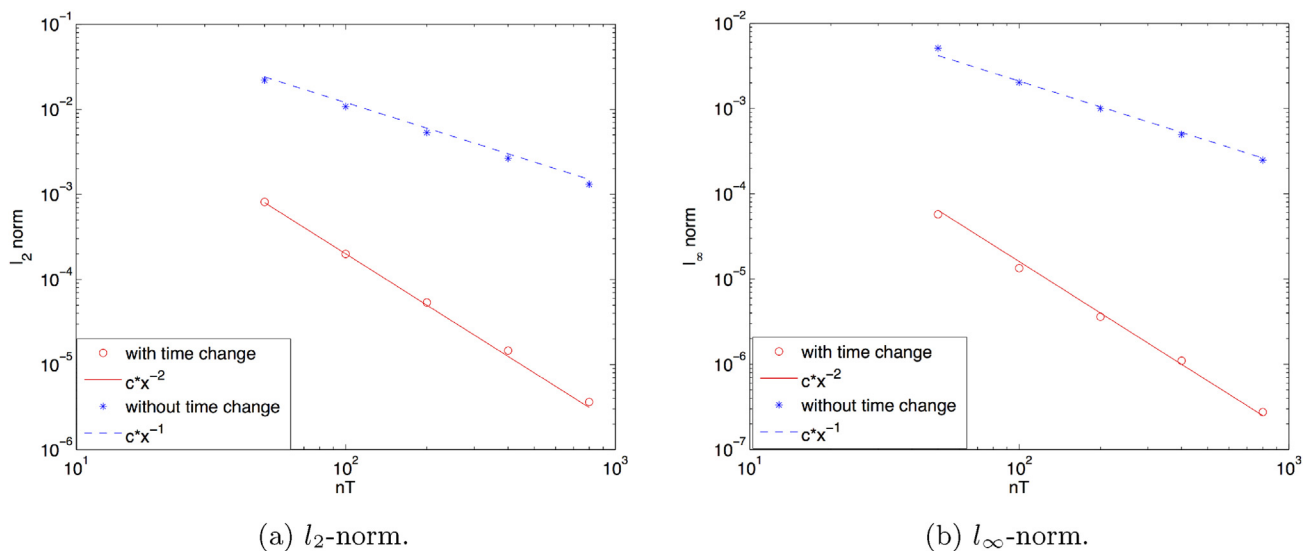 10^-1
10^-2
10^-3
10^-4
10^-5
10^-6
l_2 norm
10^1
10^2
10^3
nT
with time change
c*x^-2
without time change
c*x^-1
(a) l_2-norm.
10^-2
10^-3
10^-4
10^-5
10^-6
10^-7
l_∞ norm
10^1
10^2
10^3
nT
with time change
c*x^-2
without time change
c*x^-1
(b) l_∞-norm.